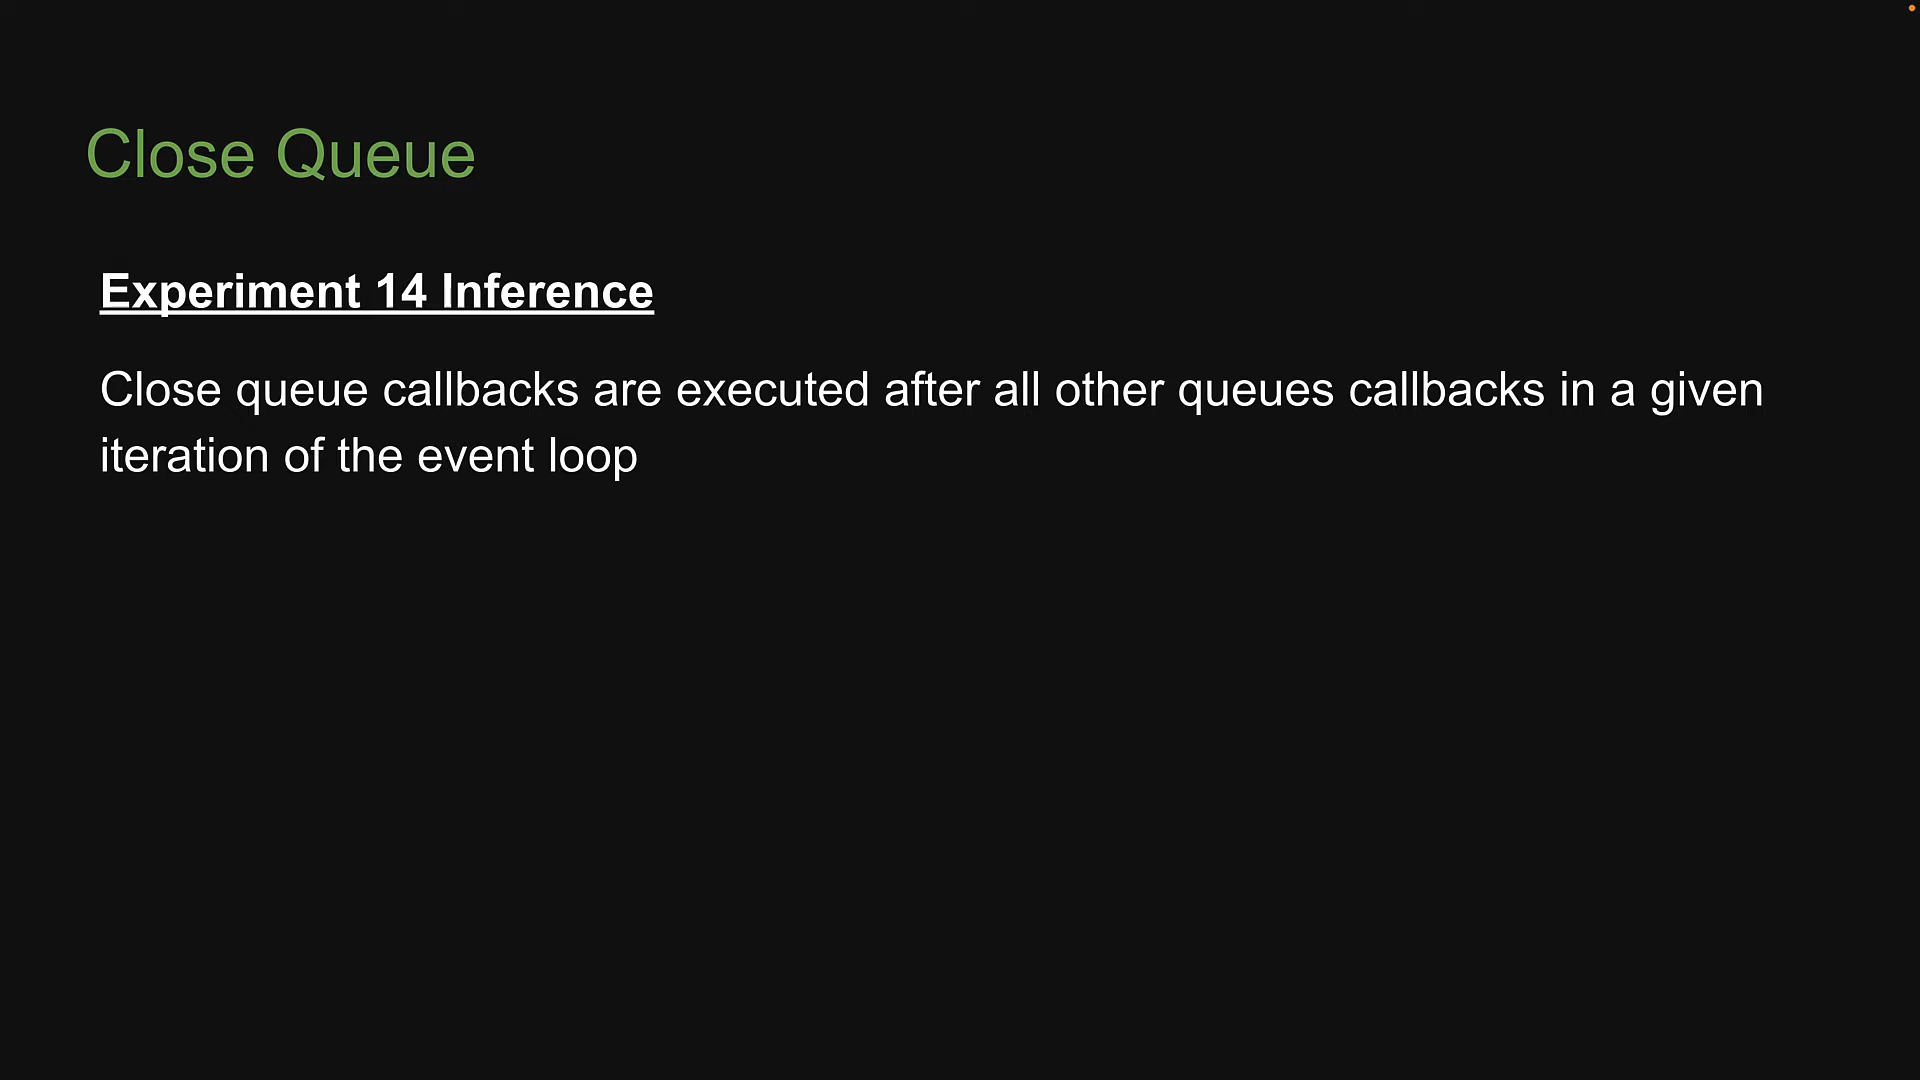 Close Queue
Experiment 14 Inference
Close queue callbacks are executed after all other queues callbacks in a given
iteration of the event loop